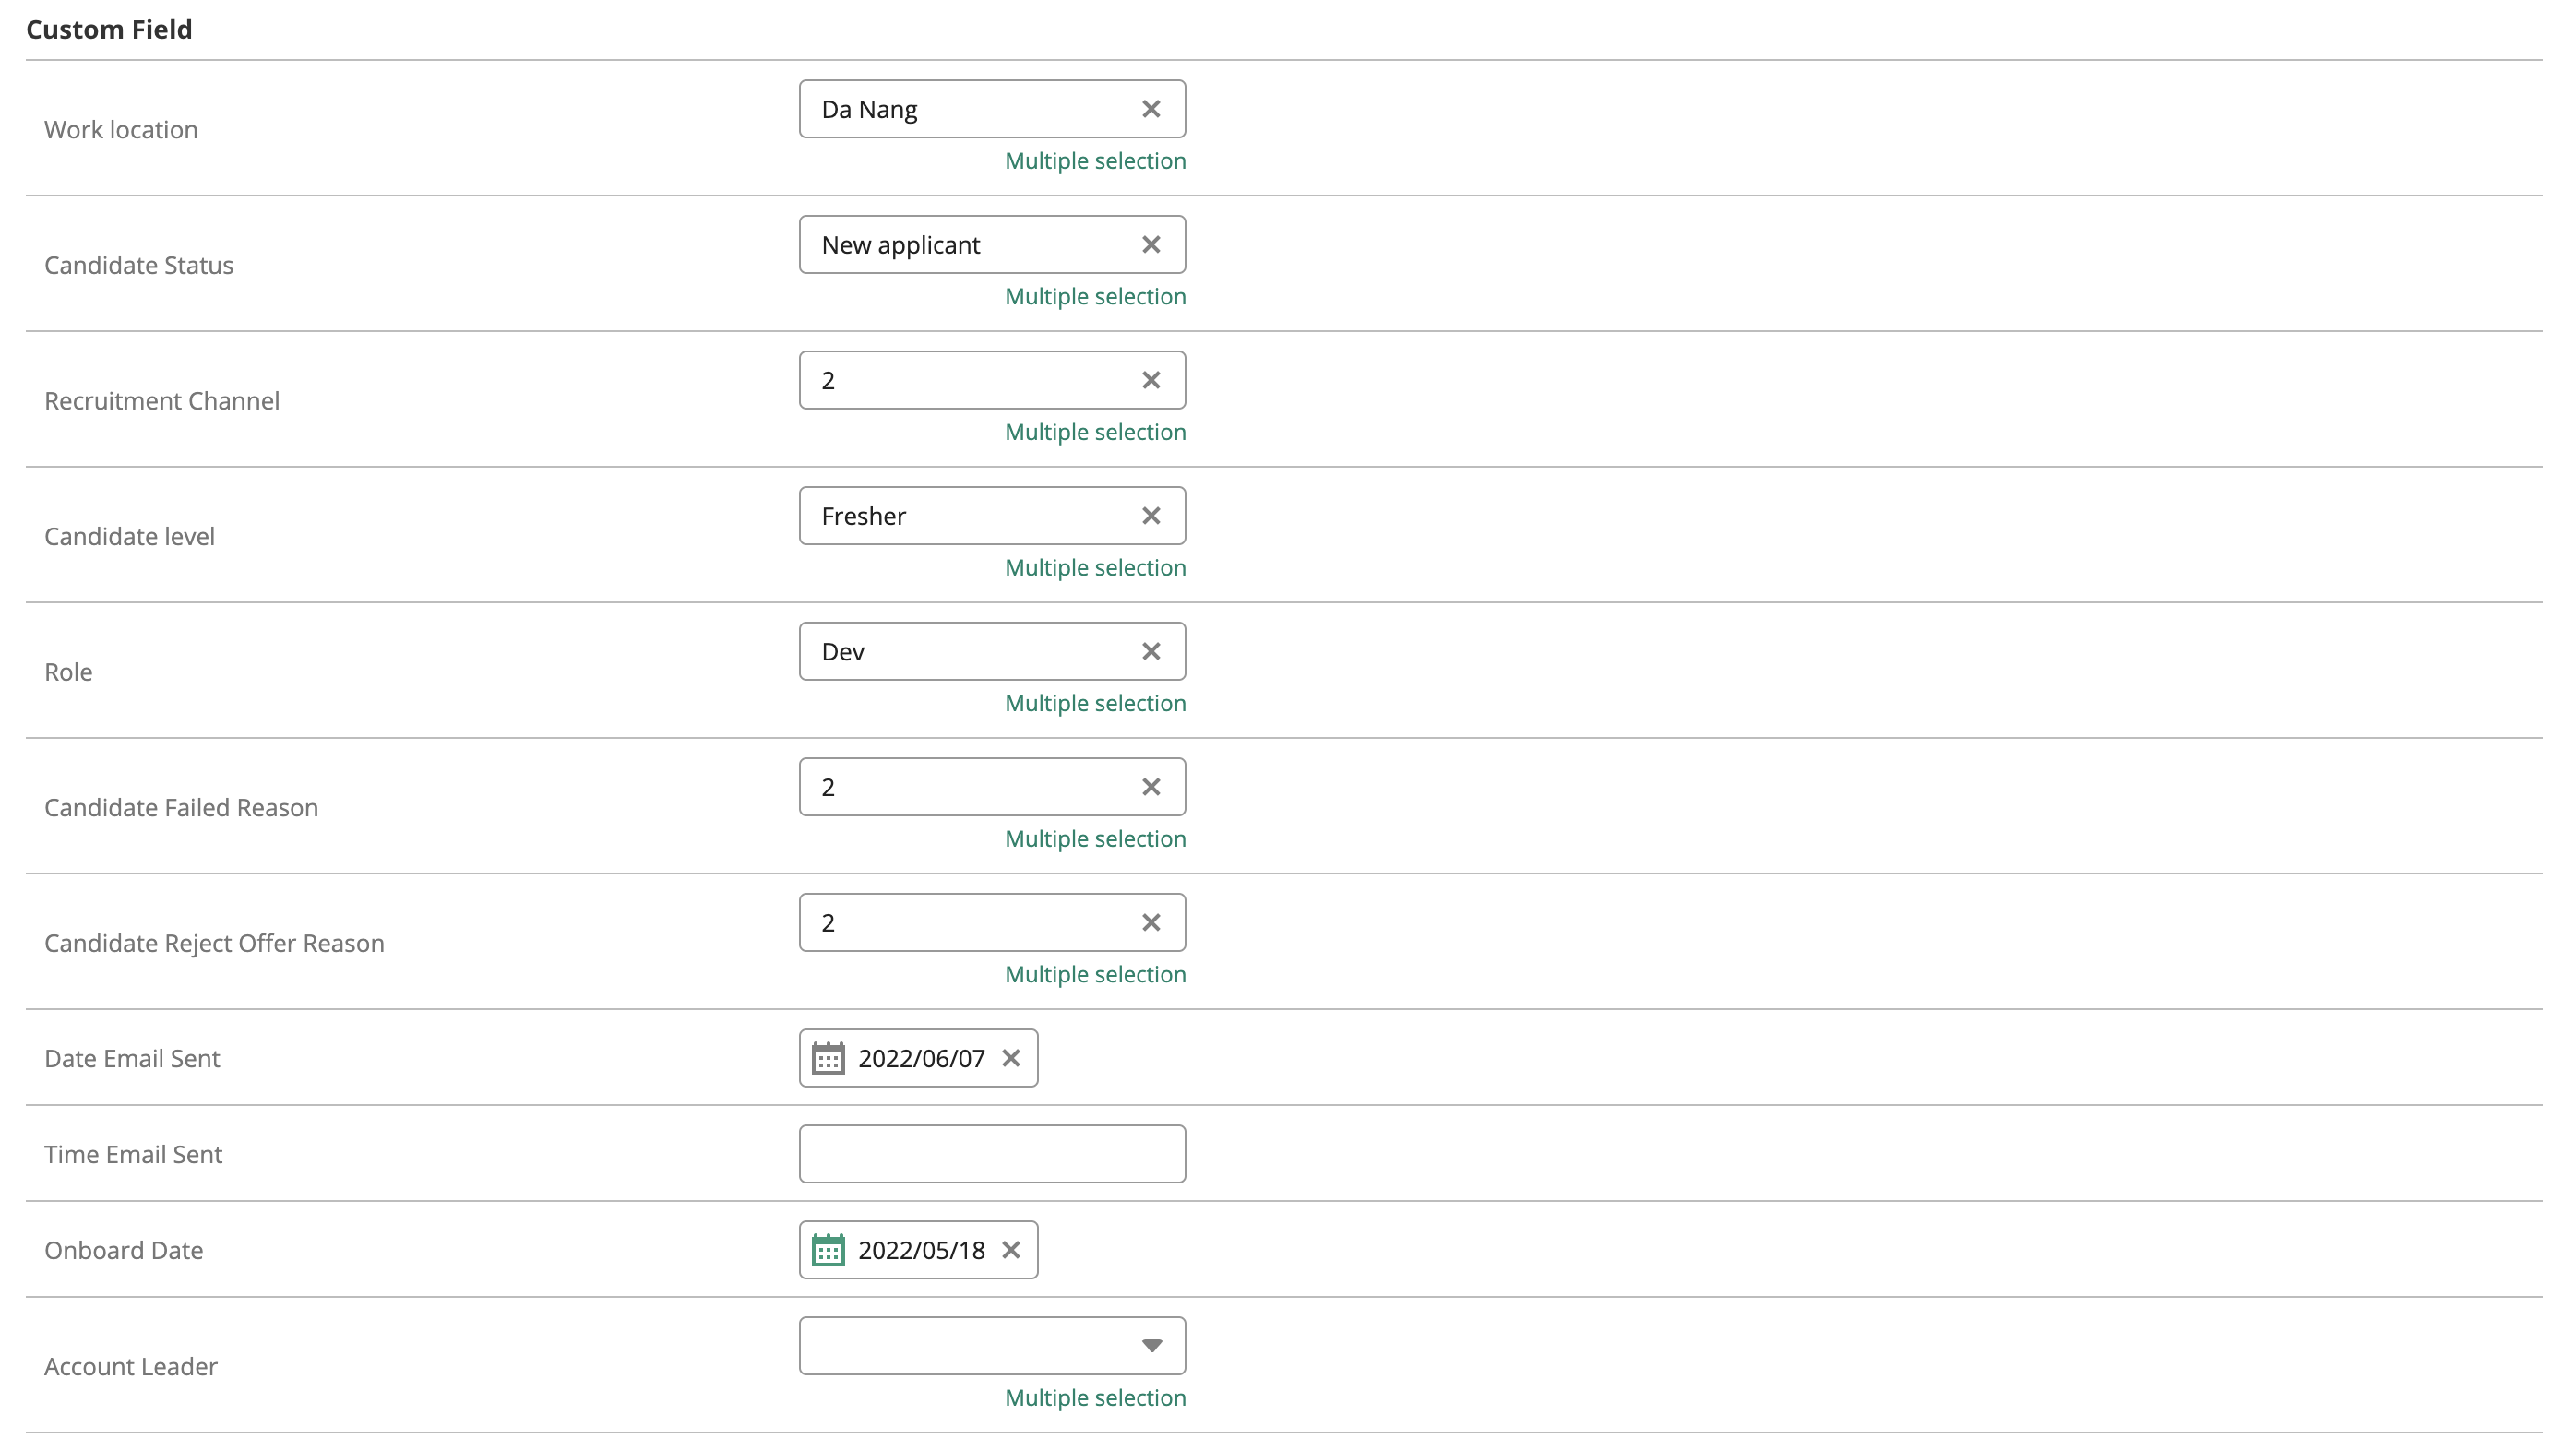 Custom Field
Work location
Da Nang
Multiple selection
Candidate Status
New applicant
Multiple selection
Recruitment Channel
2
Multiple selection
Candidate level
Fresher
Multiple selection
Role
Dev
Multiple selection
Candidate Failed Reason
2
Multiple selection
Candidate Reject Offer Reason
2
Multiple selection
Date Email Sent
2022/06/07
Time Email Sent
Onboard Date
2022/05/18
Account Leader
Multiple selection